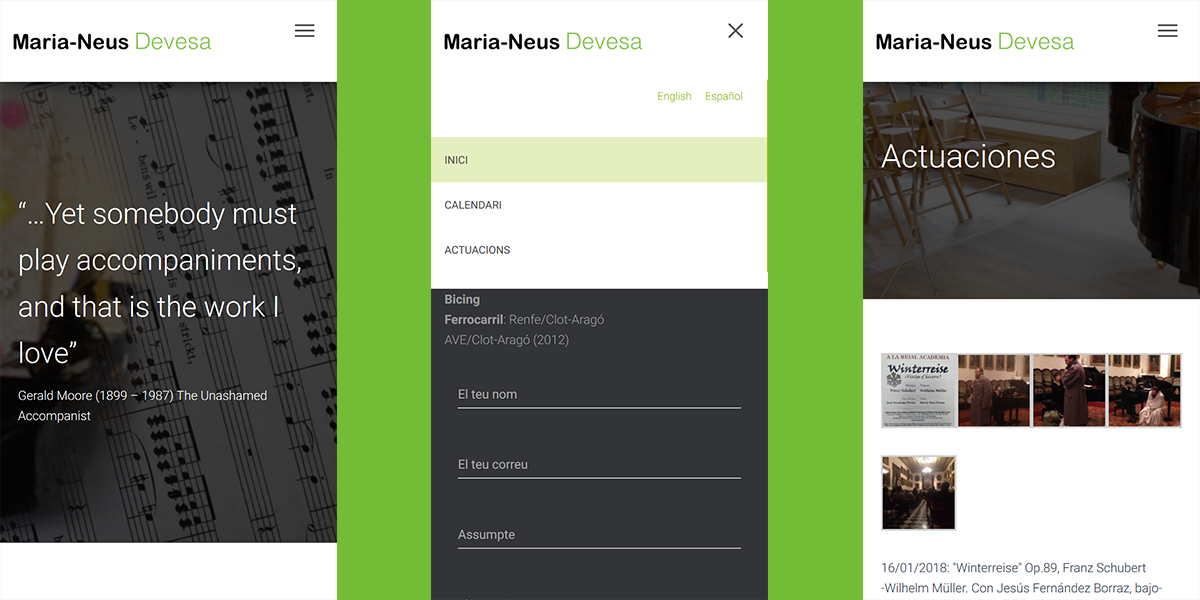 Maria-Neus Devesa
“...Yet somebody must
play accompaniments,
and that is the work I
love”
Gerald Moore (1899 – 1987) The Unashamed
Accompanist
Maria-Neus Devesa
English Español
INICI
CALENDARI
ACTUACIONS
Bicing
Ferrocarril: Renfe/Clot-Aragó
AVE/Clot-Aragó (2012)
El teu nom
El teu correu
Assumpte
Maria-Neus Devesa
Actuaciones
A LA REIAL ACADEMIA
Winterreise
16/01/2018: "Winterreise" Op.89, Franz Schubert
-Wilhelm Müller. Con Jesús Fernández Borraz, bajo-